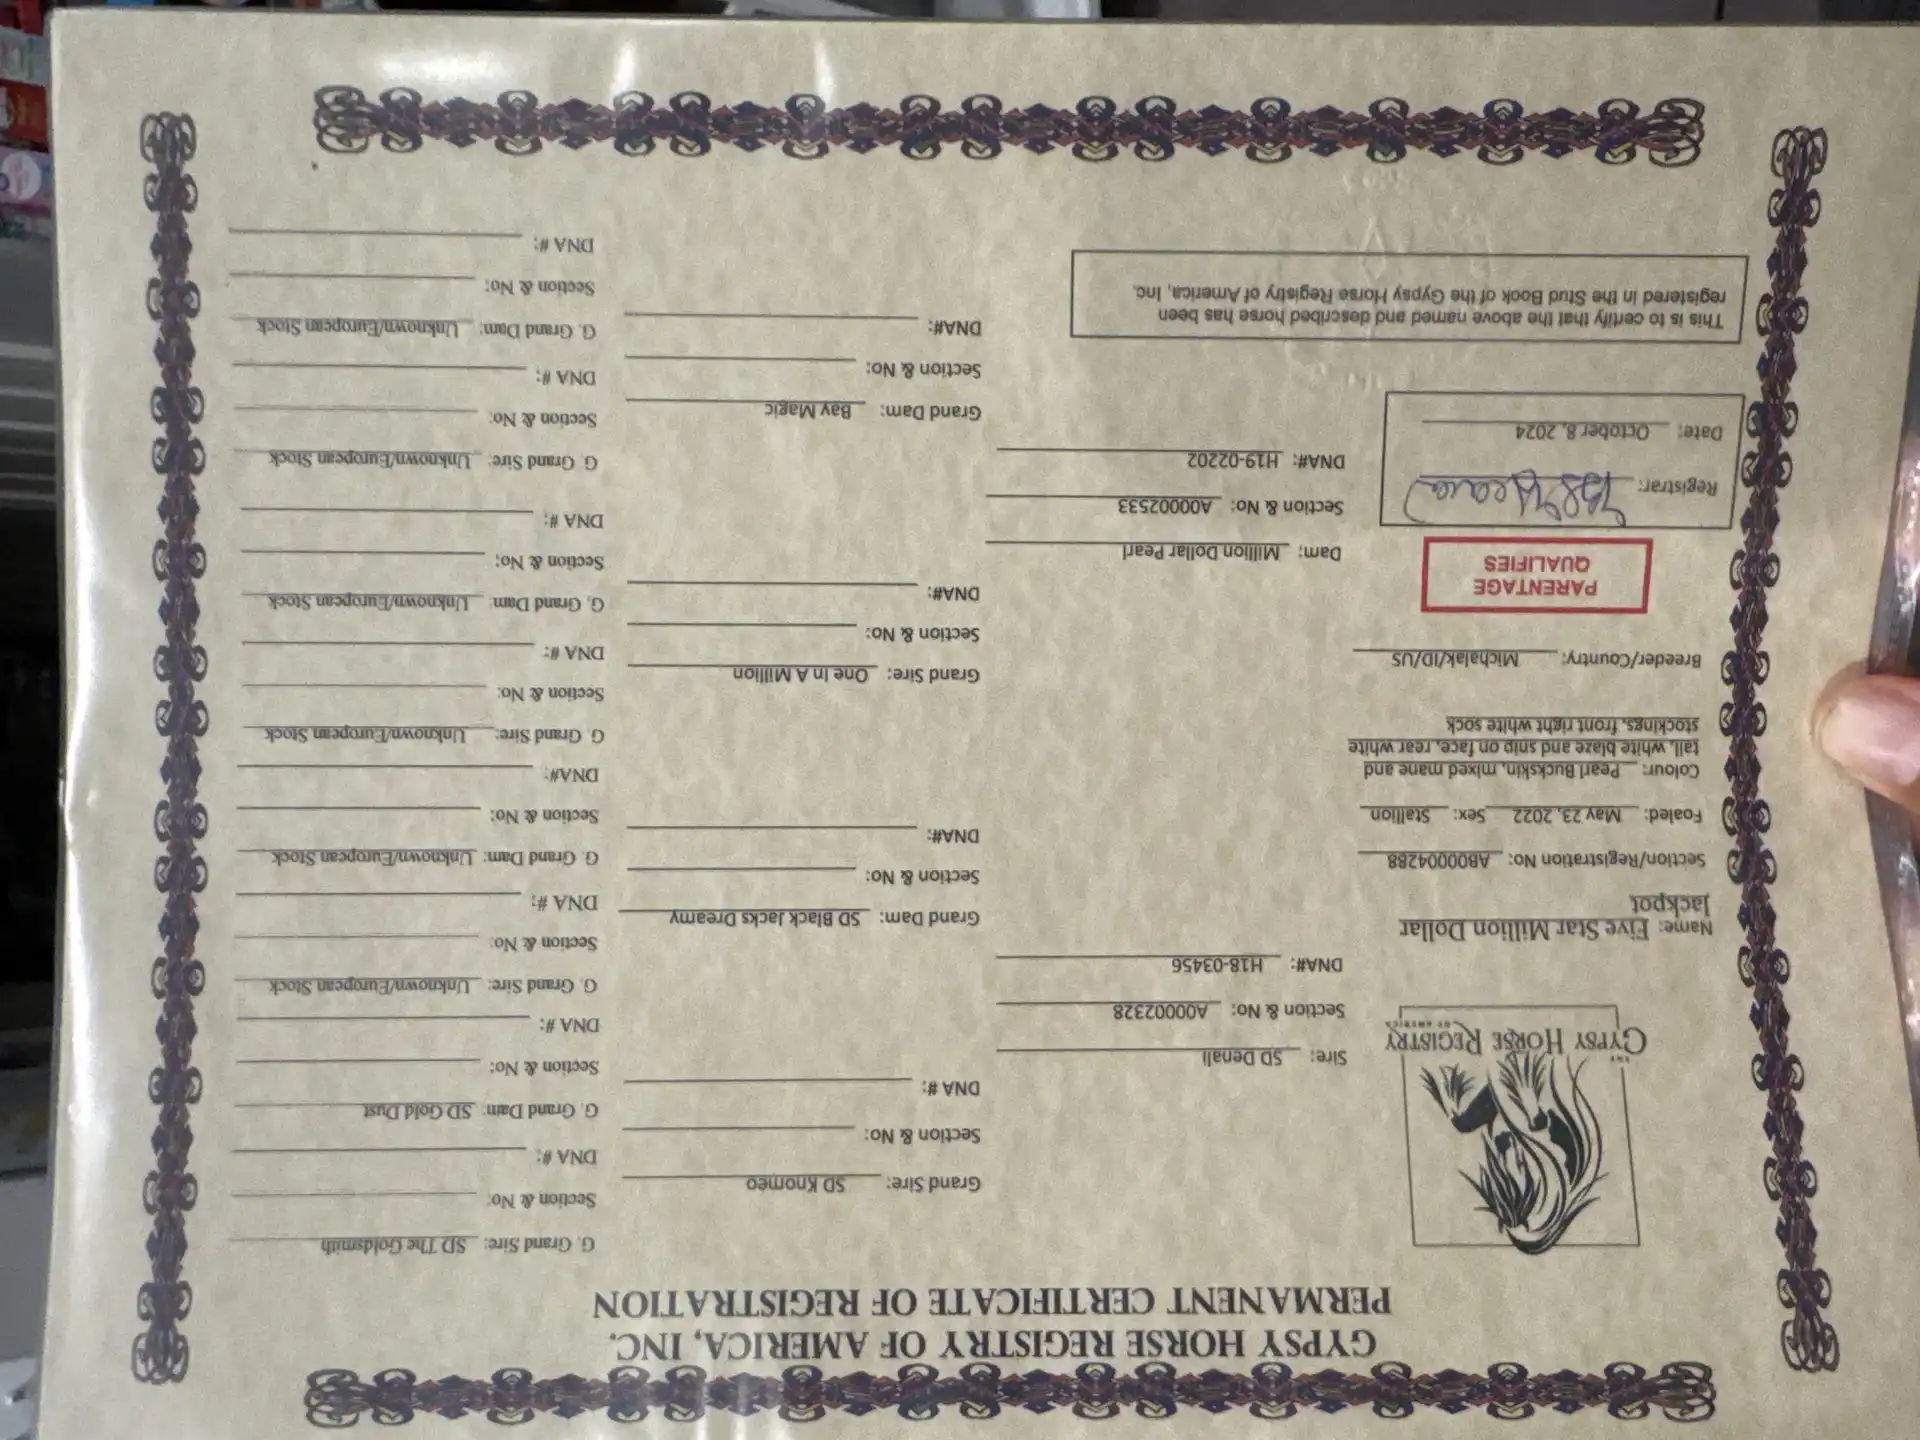 GYPSY HORSE REGISTRY OF AMERICA, INC.
PERMANENT CERTIFICATE OF REGISTRATION
THE
GYPSY HORSE REGISTRY
OF AMERICA
Name: Five Star Million Dollar
Jackpot
Section/Registration No: AB00004288
Foaled: May 23, 2022 Sex: Stallion
Colour: Pearl Buckskin, mixed mane and
tail, white blaze and snip on face, rear white
stockings, front right white sock
Breeder/Country: Michalak/ID/US
PARENTAGE
QUALIFIES
Registrar:
Date: October 8, 2024
This is to certify that the above named and described horse has been
registered in the Stud Book of the Gypsy Horse Registry of America, Inc.
Sire: SD Denali
Section & No: A00002328
DNA#: H18-03456
Dam: Million Dollar Pearl
Section & No: A00002533
DNA#: H19-02202
Grand Sire: SD Knomeo
Section & No:
DNA #:
Grand Dam: SD Black Jacks Dreamy
Section & No:
DNA#:
Grand Sire: One In A Million
Section & No:
DNA#:
Grand Dam: Bay Magic
Section & No:
DNA#:
G. Grand Sire: SD The Goldsmith
Section & No:
DNA #:
G. Grand Dam: SD Gold Dust
Section & No:
DNA #:
G. Grand Sire: Unknown/European Stock
Section & No:
DNA #:
G. Grand Dam: Unknown/European Stock
Section & No:
DNA#:
G. Grand Sire: Unknown/European Stock
Section & No:
DNA #:
G. Grand Dam: Unknown/European Stock
Section & No:
DNA #:
G. Grand Sire: Unknown/European Stock
Section & No:
DNA #:
G. Grand Dam: Unknown/European Stock
Section & No:
DNA #: